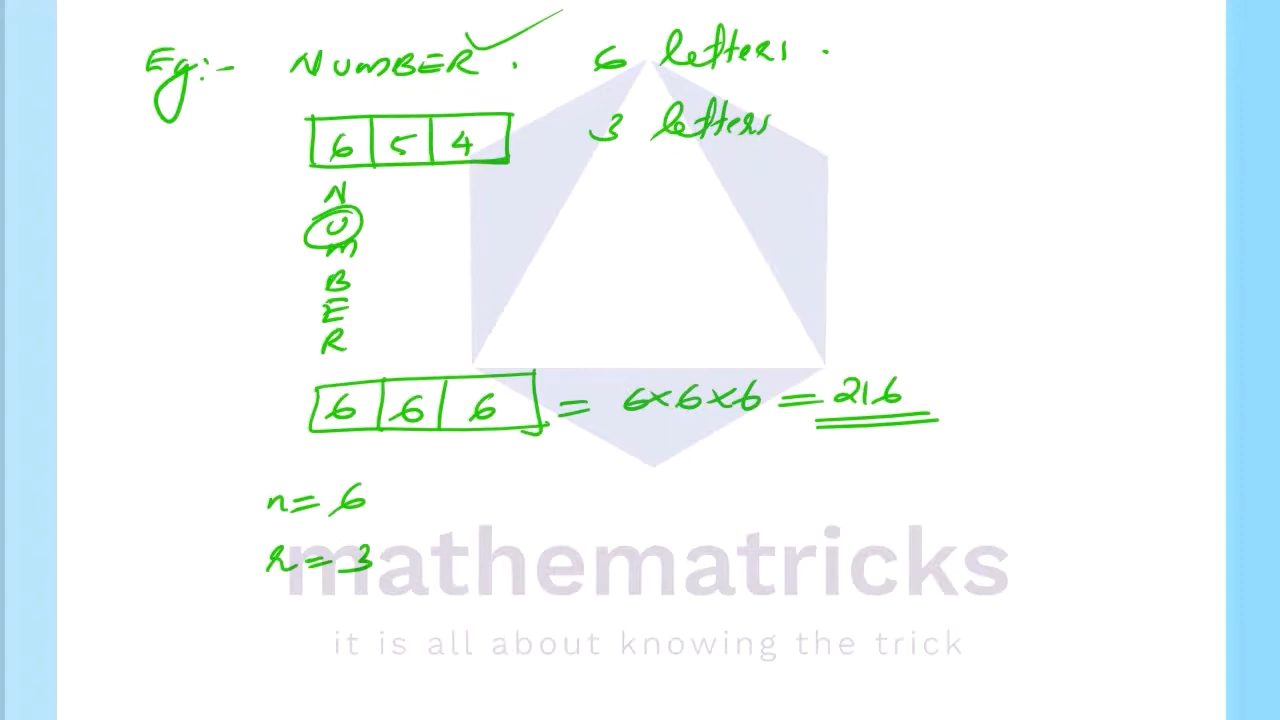 Eg:- NUMBER. 6 letters.
3 letters
6 5 4
N
U
M
B
E
R
6 6 6 = 6×6×6 = 216
n = 6
r = 3
mathematricks
it is all about knowing the trick